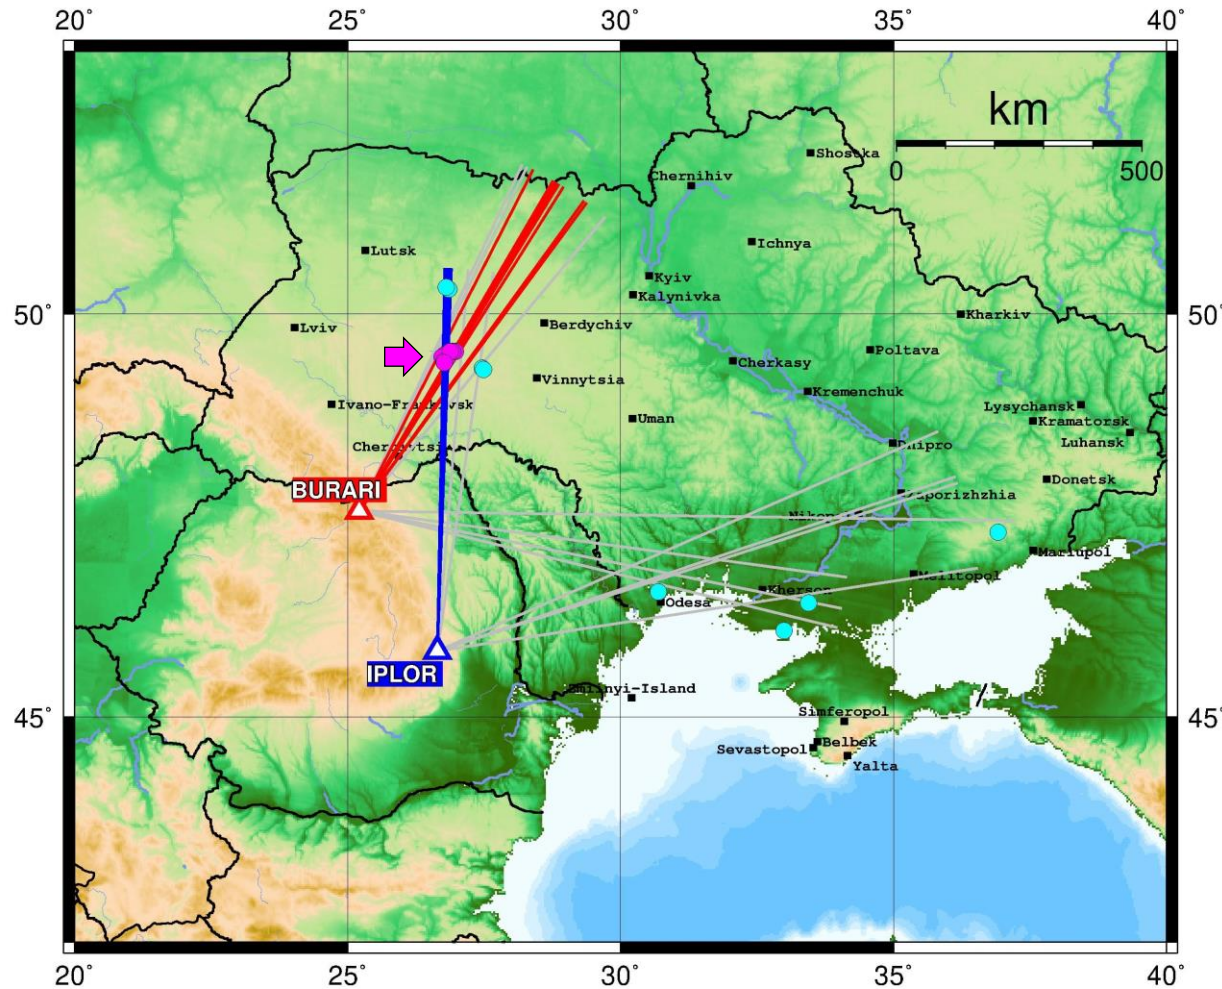 20° 25° 30° 35° 40°
km
0 500
Shostka
Chernihiv
Lutsk
Ichnya
Kyiv
Kalynivka
50° 50°
Lviv
Berdychiv
Kharkiv
Poltava
Cherkasy
Vinnytsia
Kremenchuk
Ivano-Frankivsk
Lysychansk
Uman
Kramatorsk
Luhansk
Dnipro
Donetsk
BURARI
Zaporizhzhia
Mariupol
Melitopol
Kherson
Odesa
IPLOR
Zmiinyi-Island
45° 45°
Simferopol
Sevastopol
Belbek
Yalta
20° 25° 30° 35° 40°